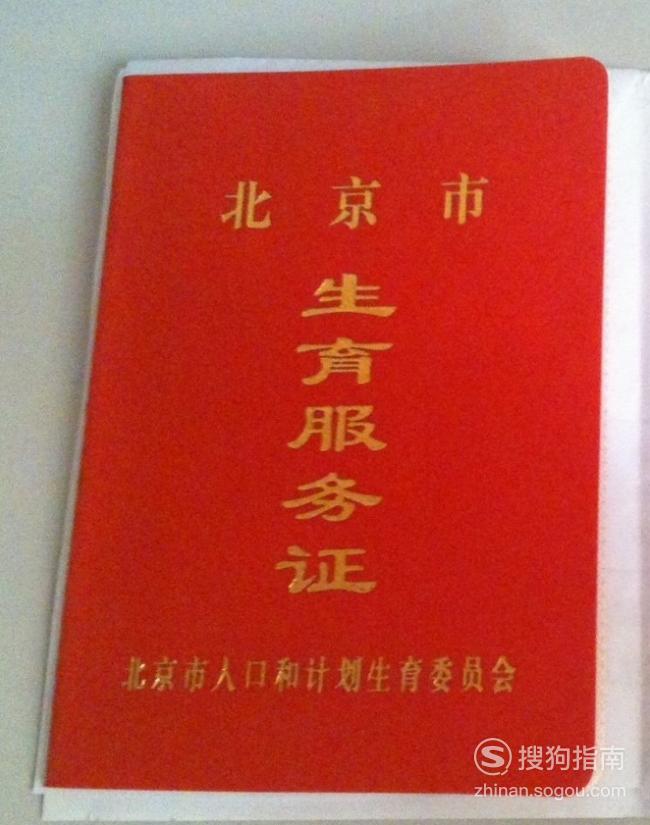 北京市
生育服务证
北京市人口和计划生育委员会
搜狗指南
zhinan.sogou.com